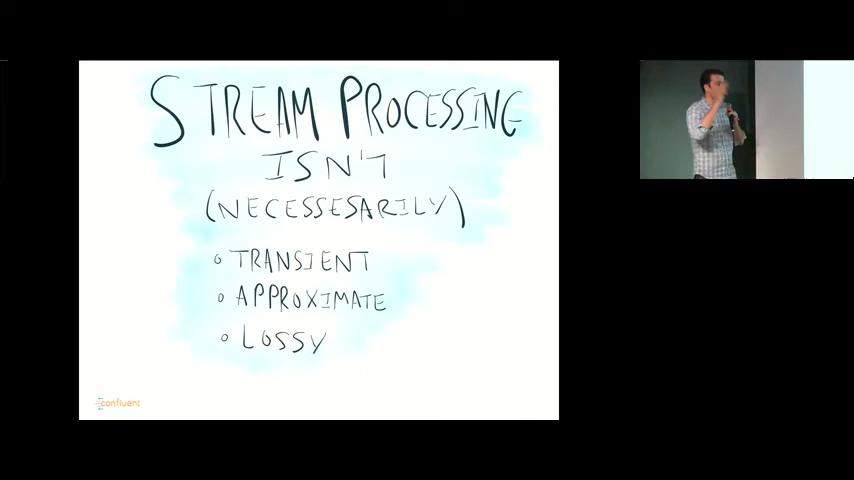 STREAM PROCESSING
ISN'T
(NECESSESARILY)
○ TRANSIENT
○ APPROXIMATE
○ LOSSY
confluent